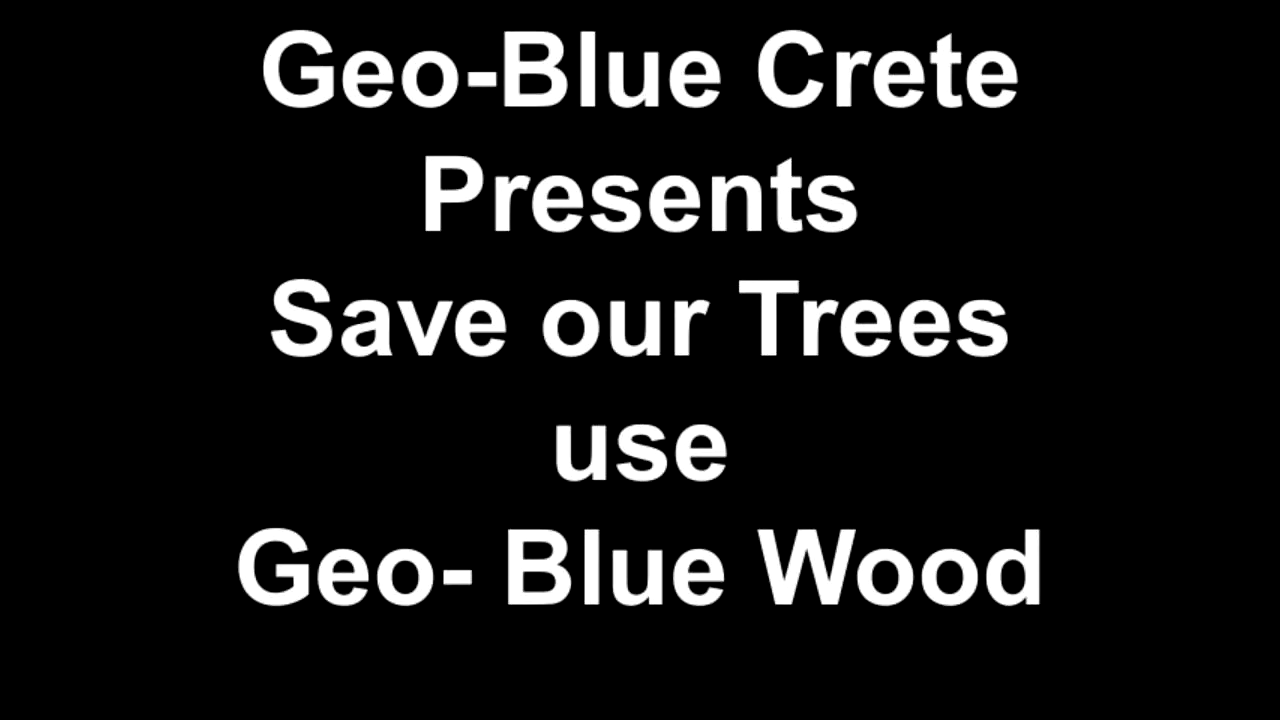 Geo-Blue Crete
Presents
Save our Trees
use
Geo- Blue Wood